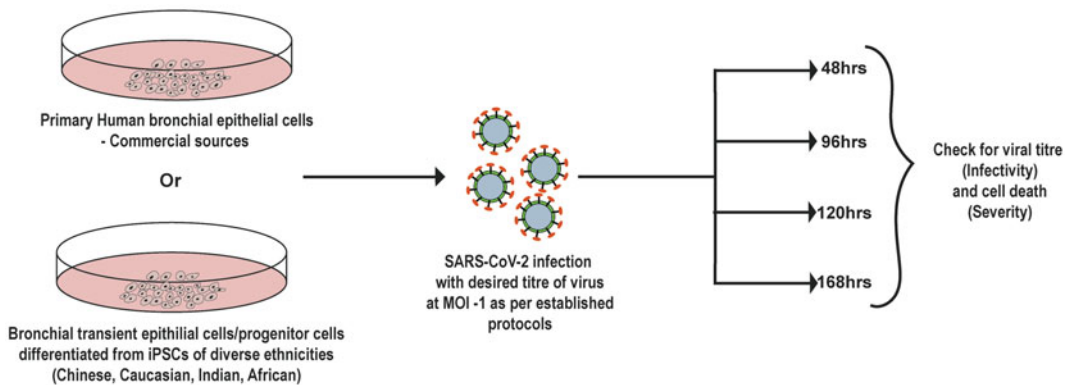 Primary Human bronchial epithelial cells
- Commercial sources
Or
Bronchial transient epithilial cells/progenitor cells
differentiated from iPSCs of diverse ethnicities
(Chinese, Caucasian, Indian, African)
SARS-CoV-2 infection
with desired titre of virus
at MOI -1 as per established
protocols
48hrs
96hrs
120hrs
168hrs
Check for viral titre
(Infectivity)
and cell death
(Severity)